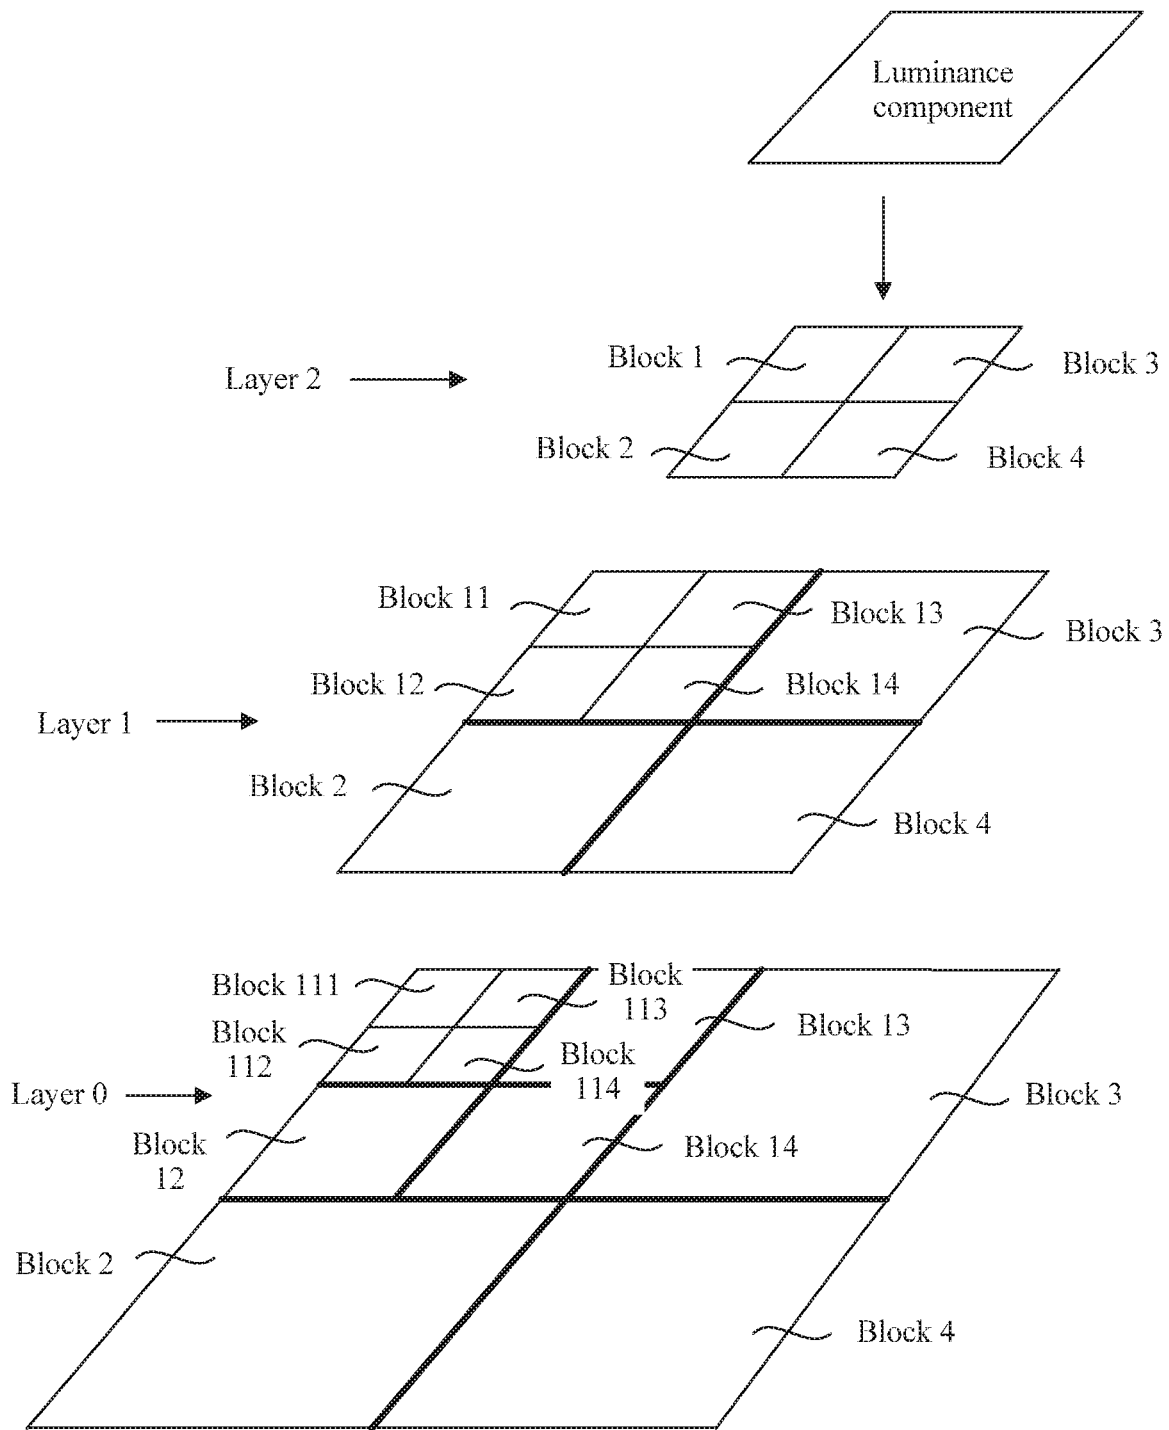 Luminance
component
Block 1
Block 3
Layer 2
Block 2
Block 4
Block 11
Block 13
Block 3
Block 12
Block 14
Layer 1
Block 2
Block 4
Block 111
Block
113
Block 13
Block
112
Block
114
Layer 0
Block 3
Block
12
Block 14
Block 2
Block 4